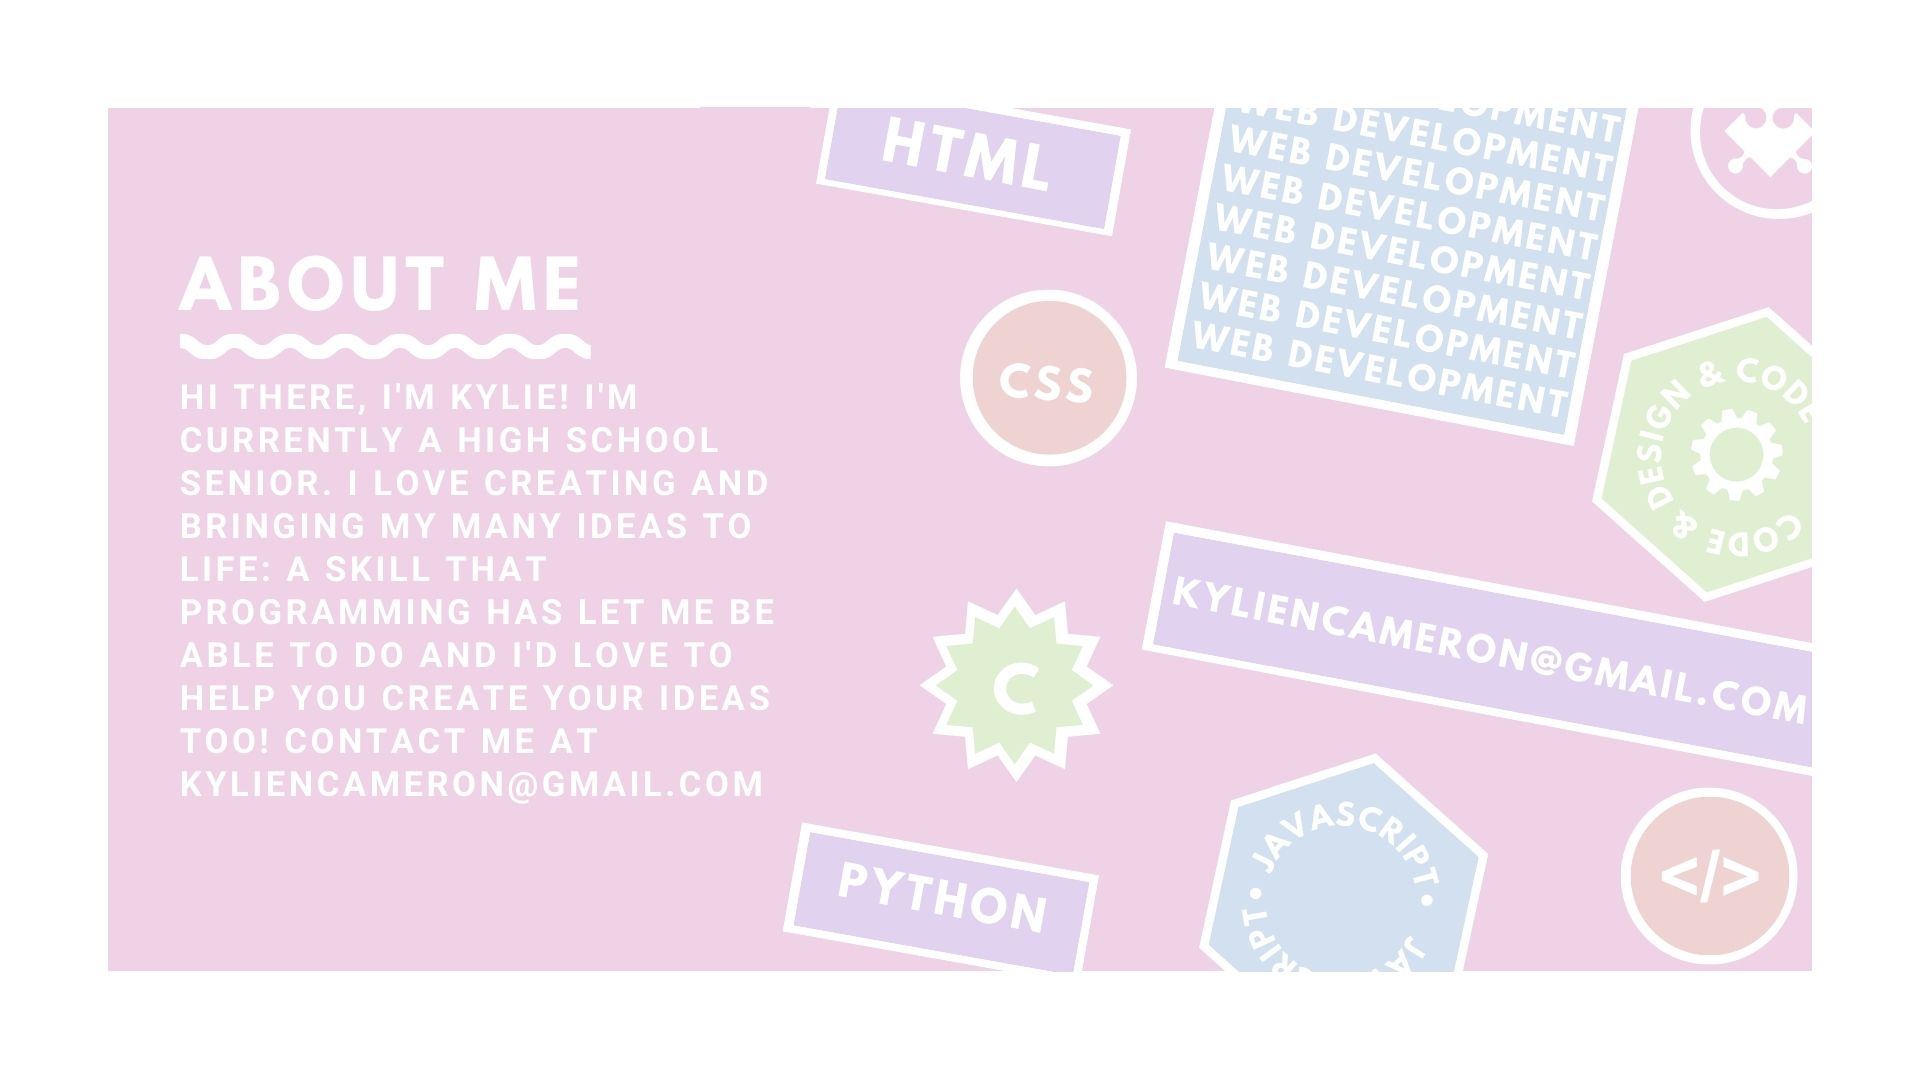 ABOUT ME
HI THERE, I'M KYLIE! I'M
CURRENTLY A HIGH SCHOOL
SENIOR. I LOVE CREATING AND
BRINGING MY MANY IDEAS TO
LIFE: A SKILL THAT
PROGRAMMING HAS LET ME BE
ABLE TO DO AND I'D LOVE TO
HELP YOU CREATE YOUR IDEAS
TOO! CONTACT ME AT
KYLIENCAMERON@GMAIL.COM
HTML
WEB DEVELOPMENT
WEB DEVELOPMENT
WEB DEVELOPMENT
WEB DEVELOPMENT
WEB DEVELOPMENT
WEB DEVELOPMENT
WEB DEVELOPMENT
CSS
DESIGN & CODE
CODE &
C
KYLIENCAMERON@GMAIL.COM
PYTHON
• JAVASCRIPT •
</>